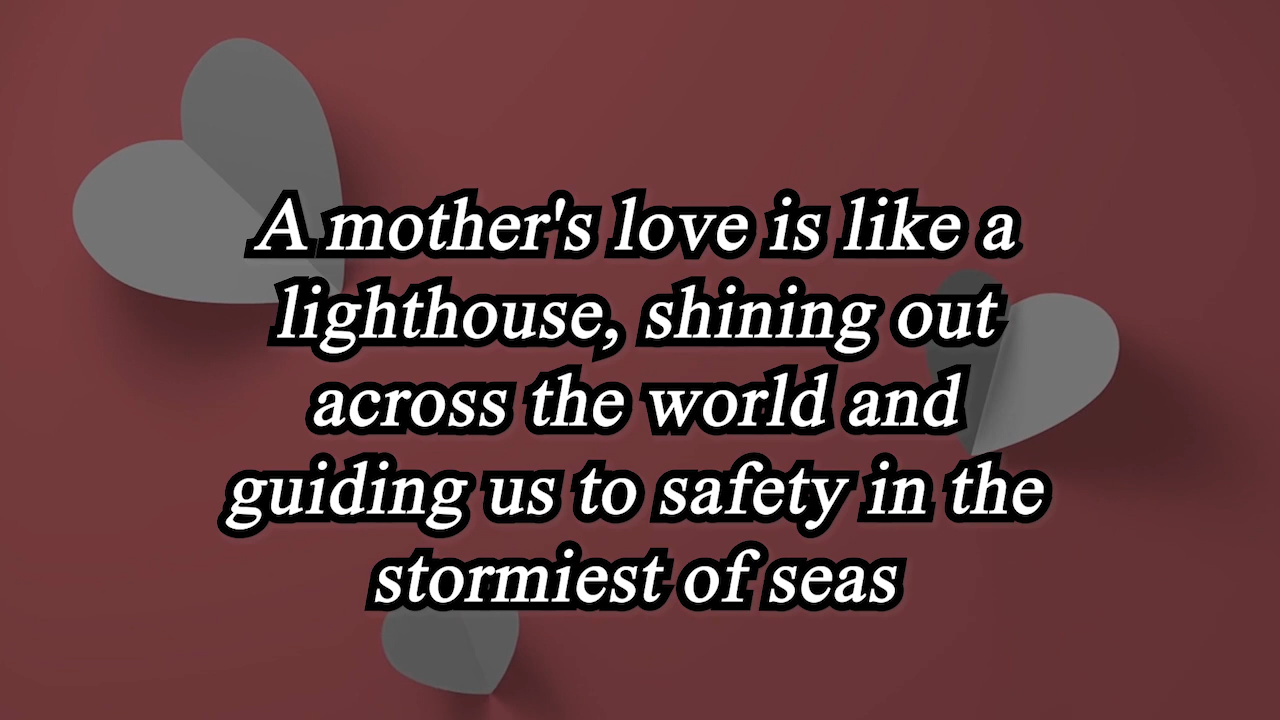 A mother's love is like a
lighthouse, shining out
across the world and
guiding us to safety in the
stormiest of seas